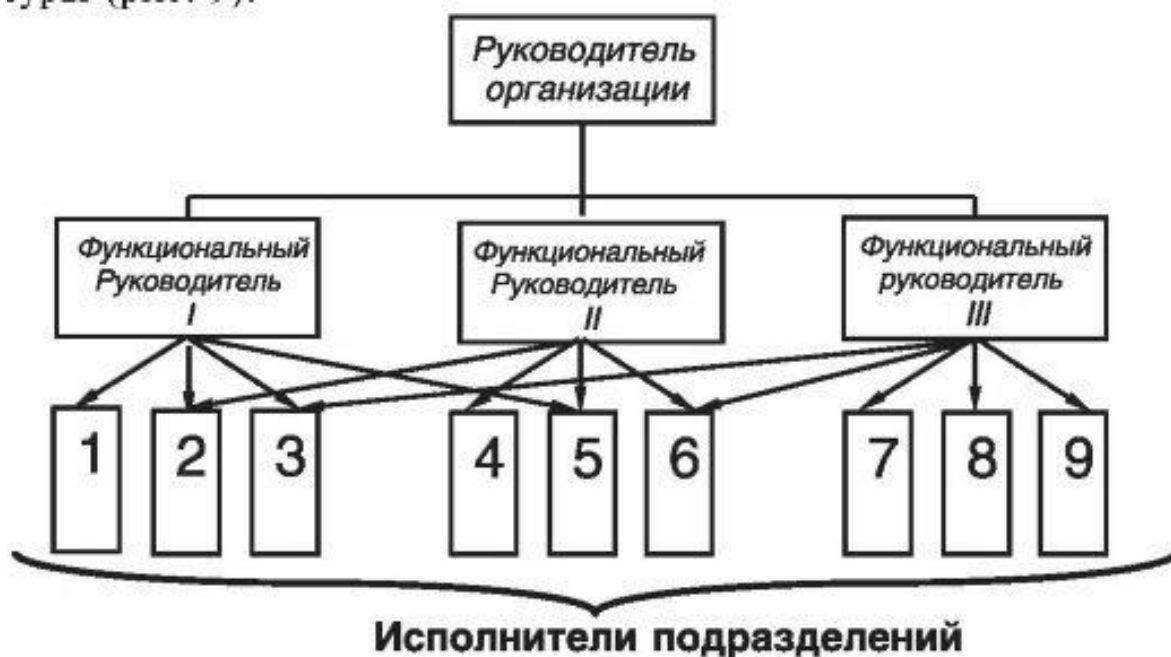 Руководитель
организации
Функциональный
Руководитель
I
Функциональный
Руководитель
II
Функциональный
руководитель
III
1 2 3 4 5 6 7 8 9
Исполнители подразделений